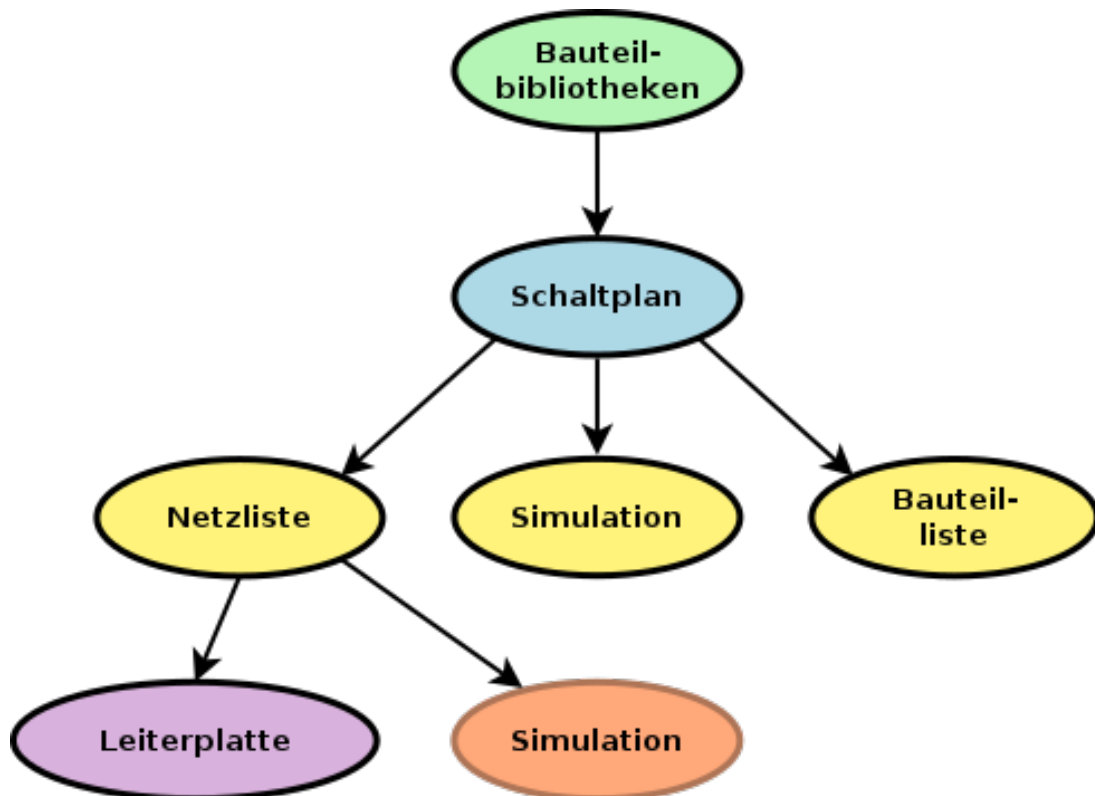 Bauteil-
bibliotheken
Schaltplan
Netzliste
Simulation
Bauteil-
liste
Leiterplatte
Simulation